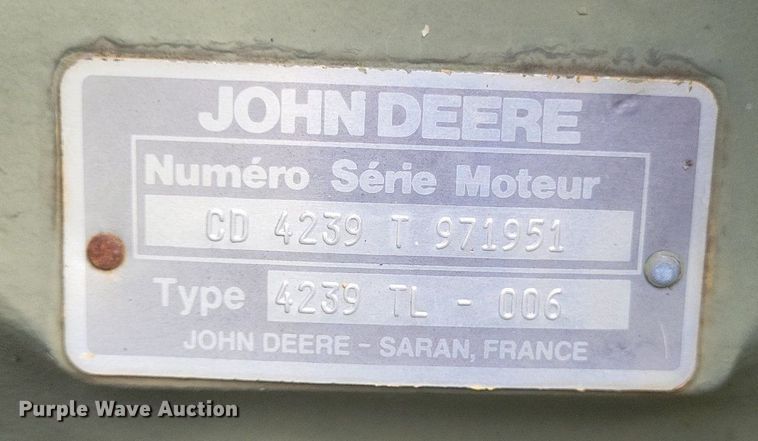 JOHN DEERE
Numéro Série Moteur
CD 4239 T 971951
Type 4239 TL - 006
JOHN DEERE - SARAN, FRANCE
Purple Wave Auction